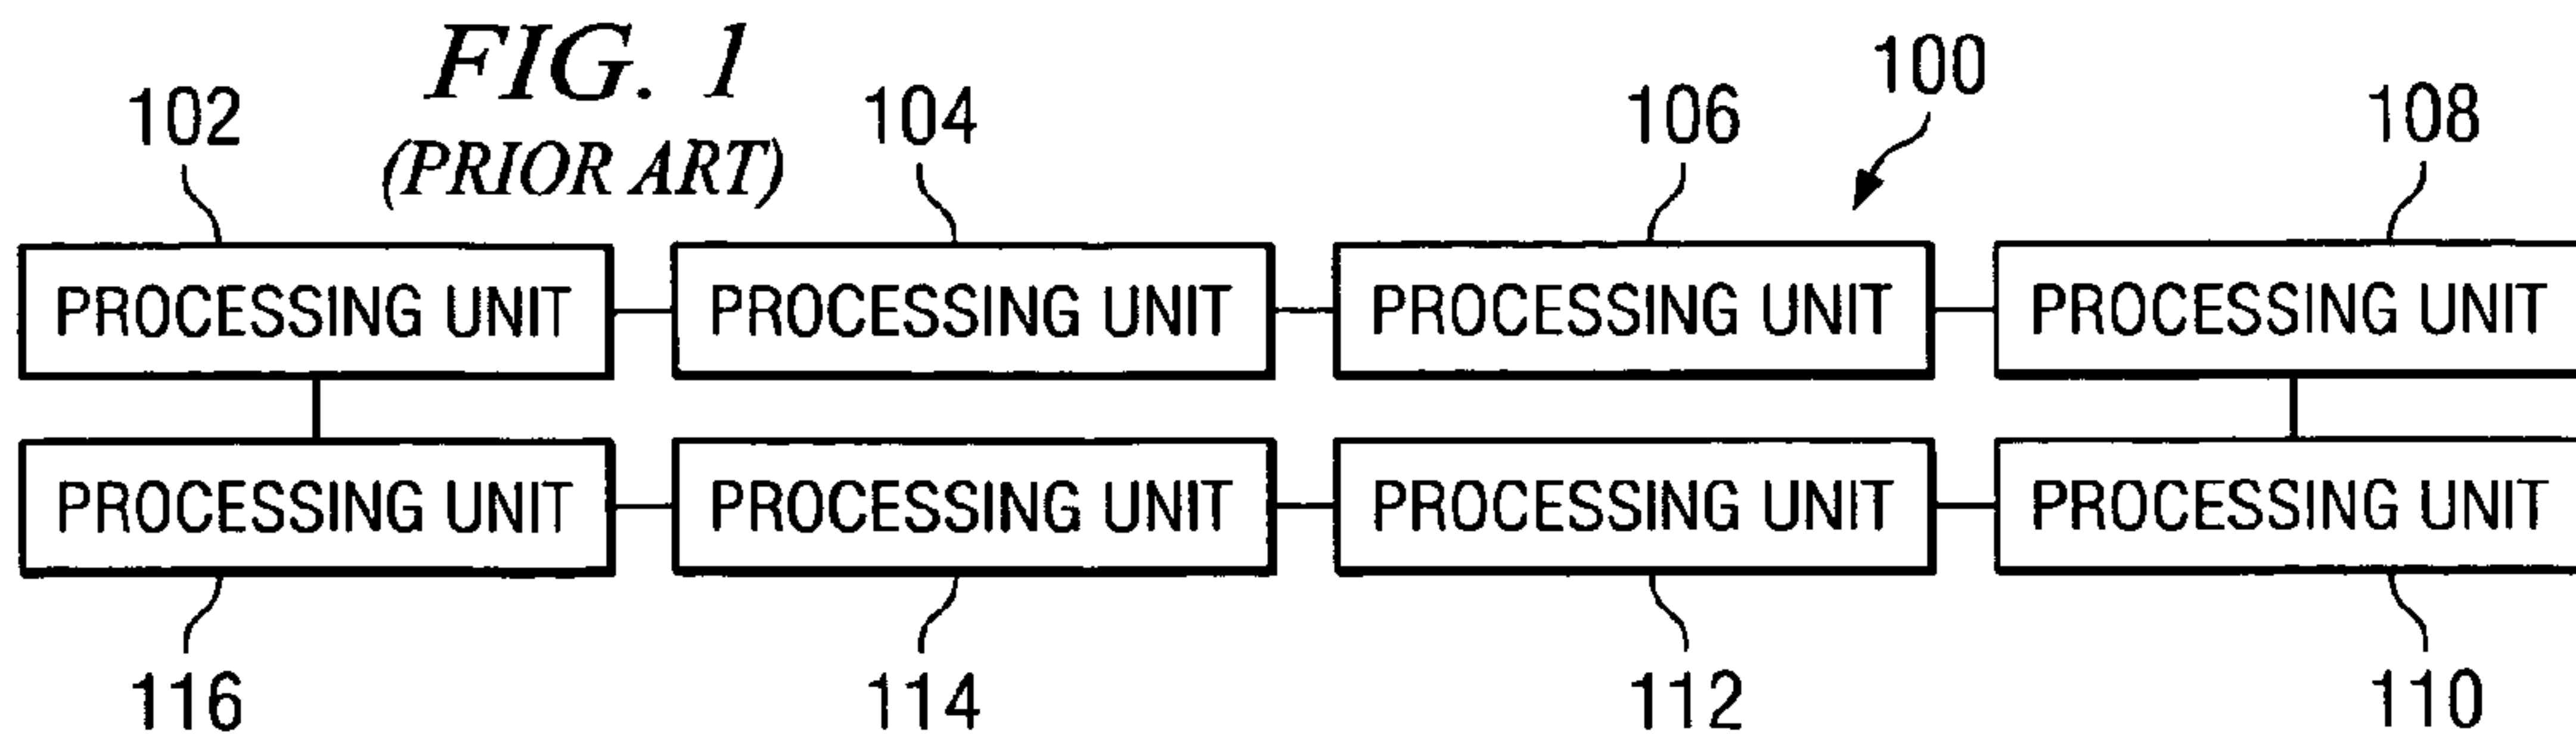 FIG. 1
(PRIOR ART)
100
102 104 106 108
PROCESSING UNIT PROCESSING UNIT PROCESSING UNIT PROCESSING UNIT
PROCESSING UNIT PROCESSING UNIT PROCESSING UNIT PROCESSING UNIT
116 114 112 110